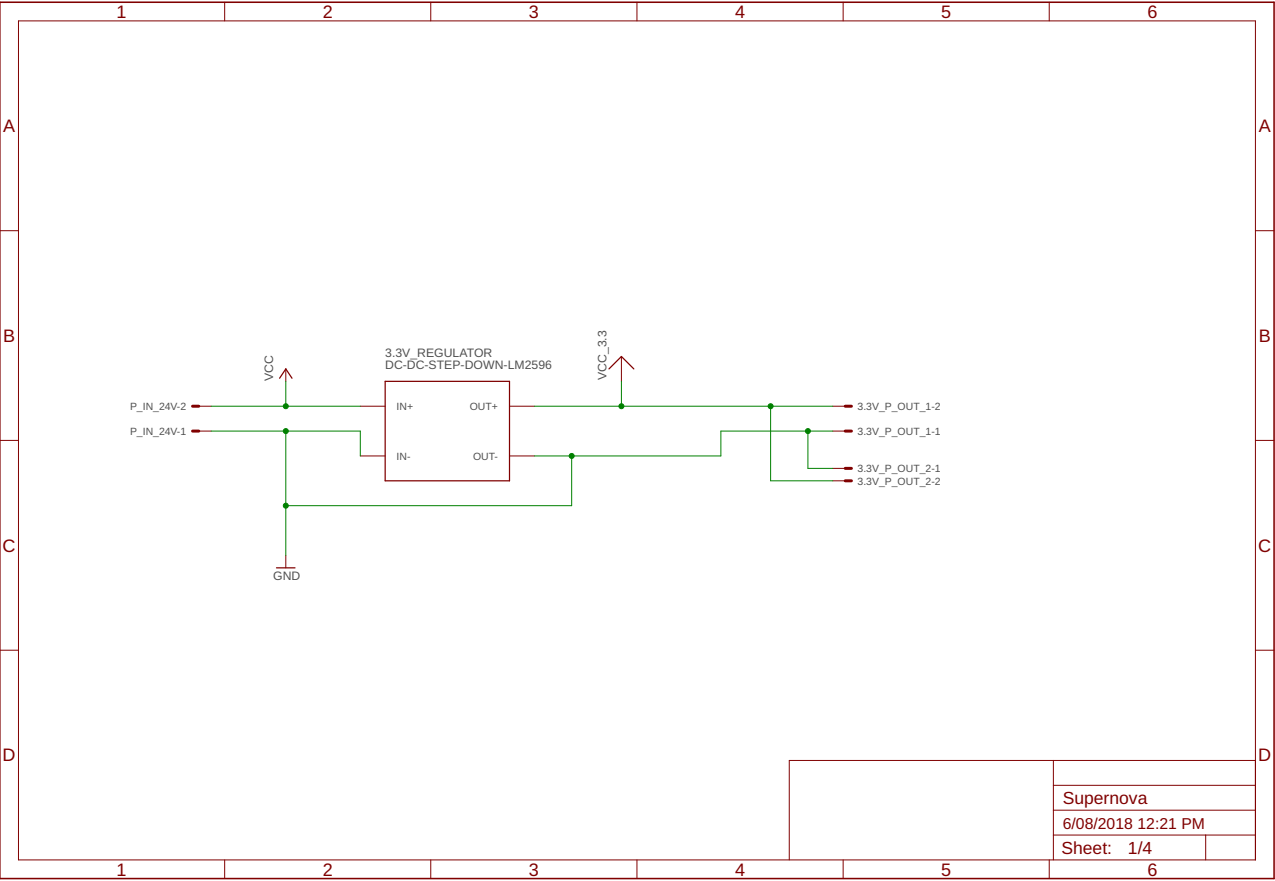 1 2 3 4 5 6
A A
B B
VCC_3.3
3.3V_REGULATOR
DC-DC-STEP-DOWN-LM2596
VCC
P_IN_24V-2 IN+ OUT+ 3.3V_P_OUT_1-2
P_IN_24V-1 3.3V_P_OUT_1-1
IN- OUT-
3.3V_P_OUT_2-1
3.3V_P_OUT_2-2
C C
GND
D D
Supernova
6/08/2018 12:21 PM
Sheet: 1/4
1 2 3 4 5 6